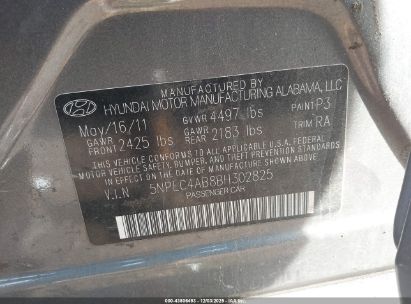 MANUFACTURED BY
HYUNDAI MOTOR MANUFACTURING ALABAMA, LLC
May/16/11 GVWR 4497 lbs PAINT P3
GAWR FRONT 2425 lbs GAWR REAR 2183 lbs TRIM RA
THIS VEHICLE CONFORMS TO ALL APPLICABLE U.S. FEDERAL
MOTOR VEHICLE SAFETY, BUMPER, AND THEFT PREVENTION
STANDARDS IN EFFECT ON THE DATE OF MANUFACTURE SHOWN ABOVE.
V.I.N 5NPEC4AB8BH302825
PASSENGER CAR